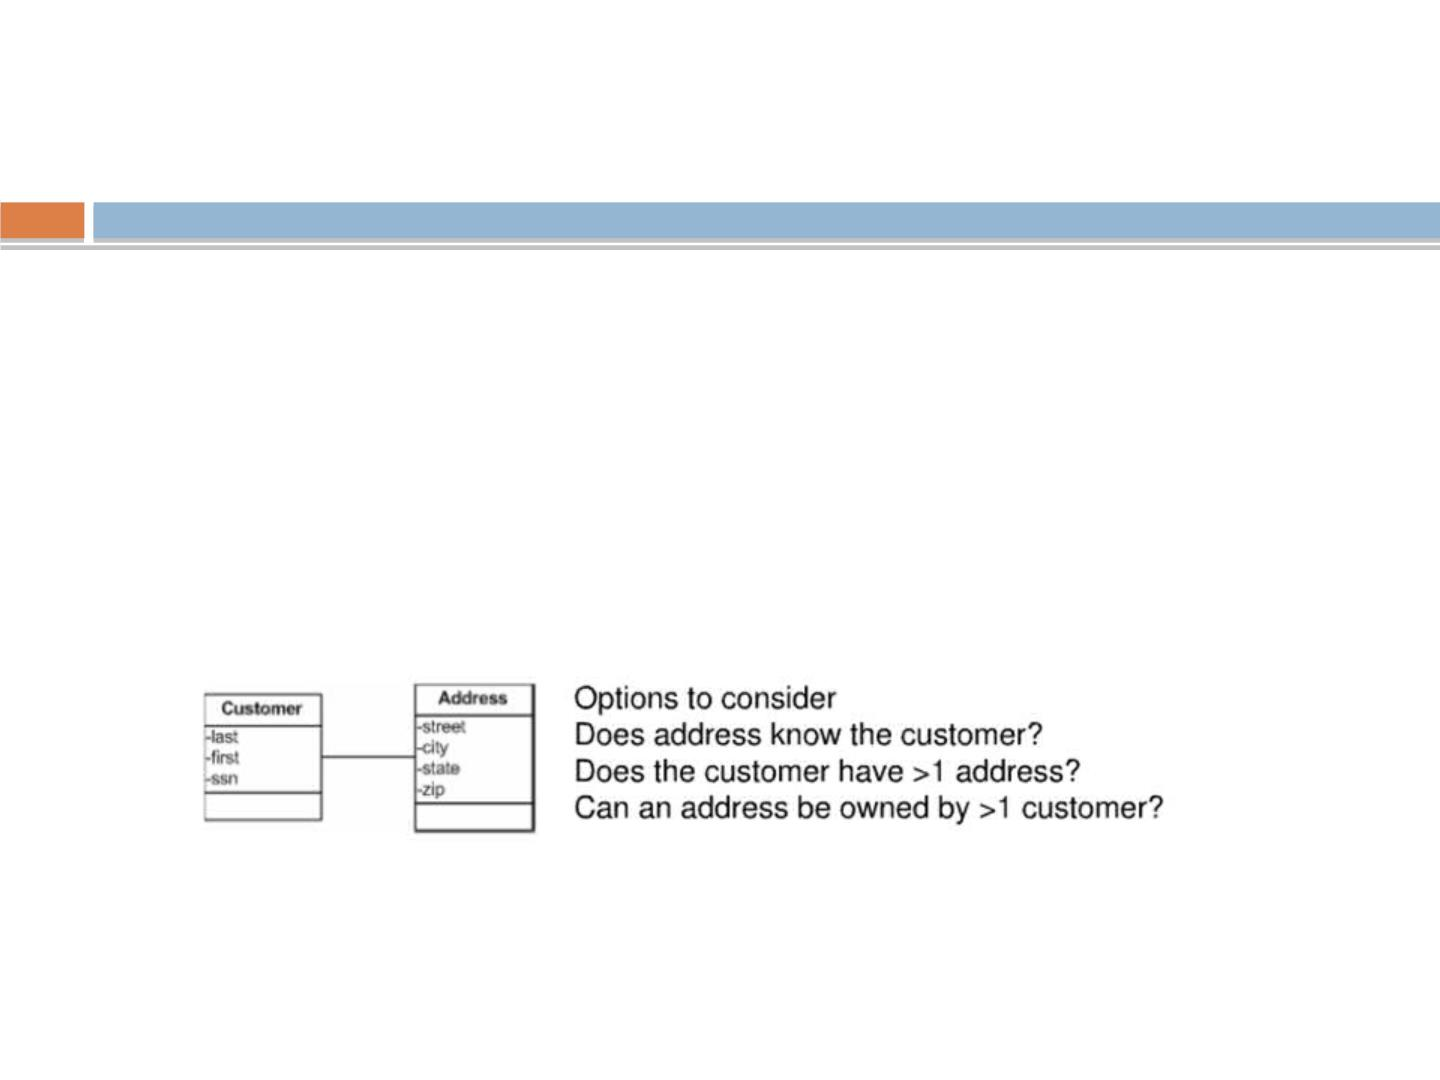 Customer
-last
-first
-ssn
Address
-street
-city
-state
-zip
Options to consider
Does address know the customer?
Does the customer have >1 address?
Can an address be owned by >1 customer?